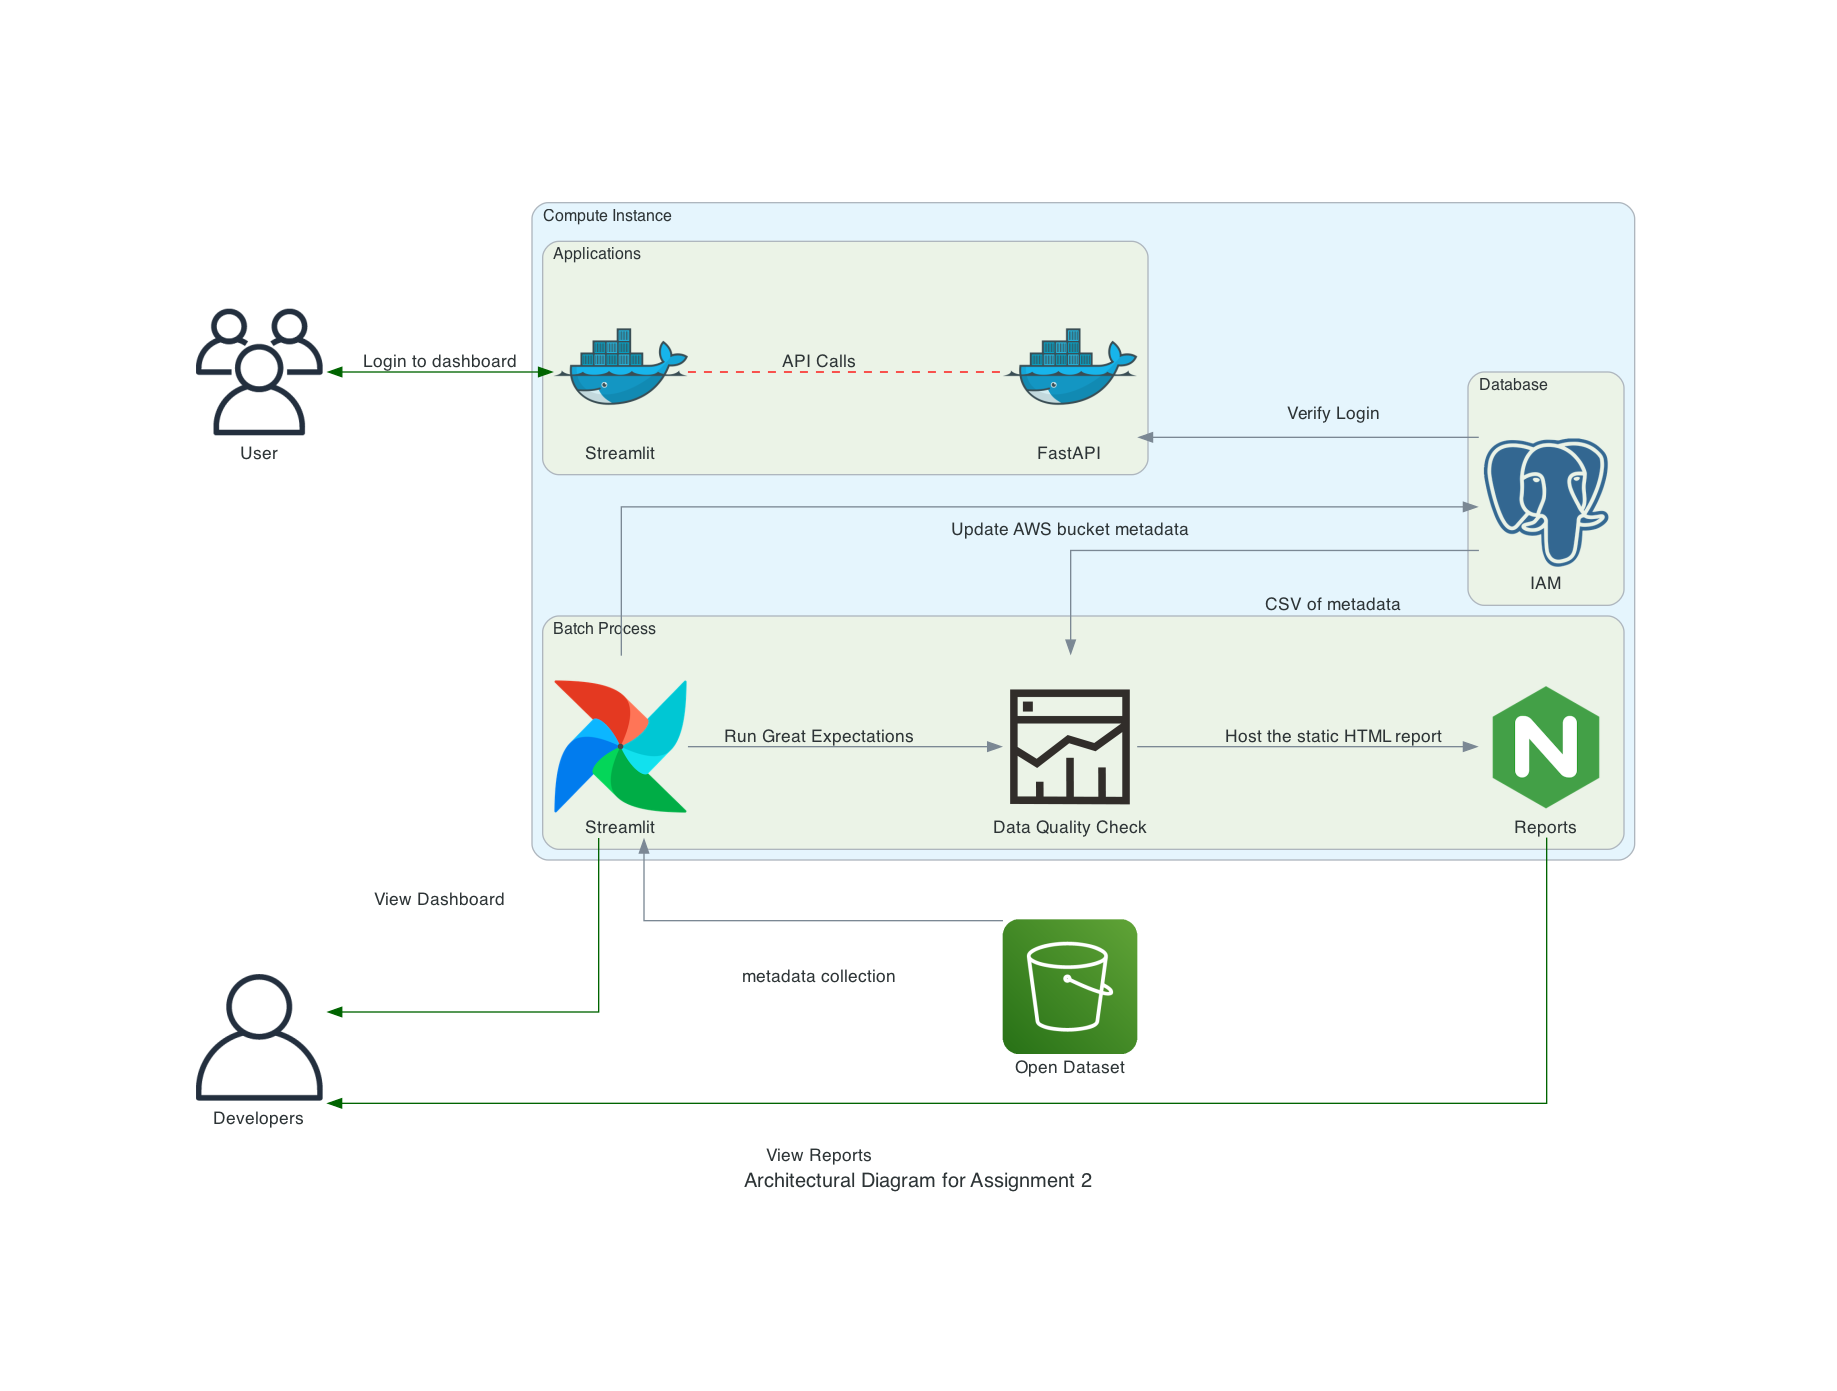 Compute Instance
Applications
Login to dashboard
API Calls
User
Streamlit
FastAPI
Database
Verify Login
IAM
Update AWS bucket metadata
CSV of metadata
Batch Process
Run Great Expectations
Host the static HTML report
Streamlit
Data Quality Check
Reports
View Dashboard
metadata collection
Open Dataset
Developers
View Reports
Architectural Diagram for Assignment 2